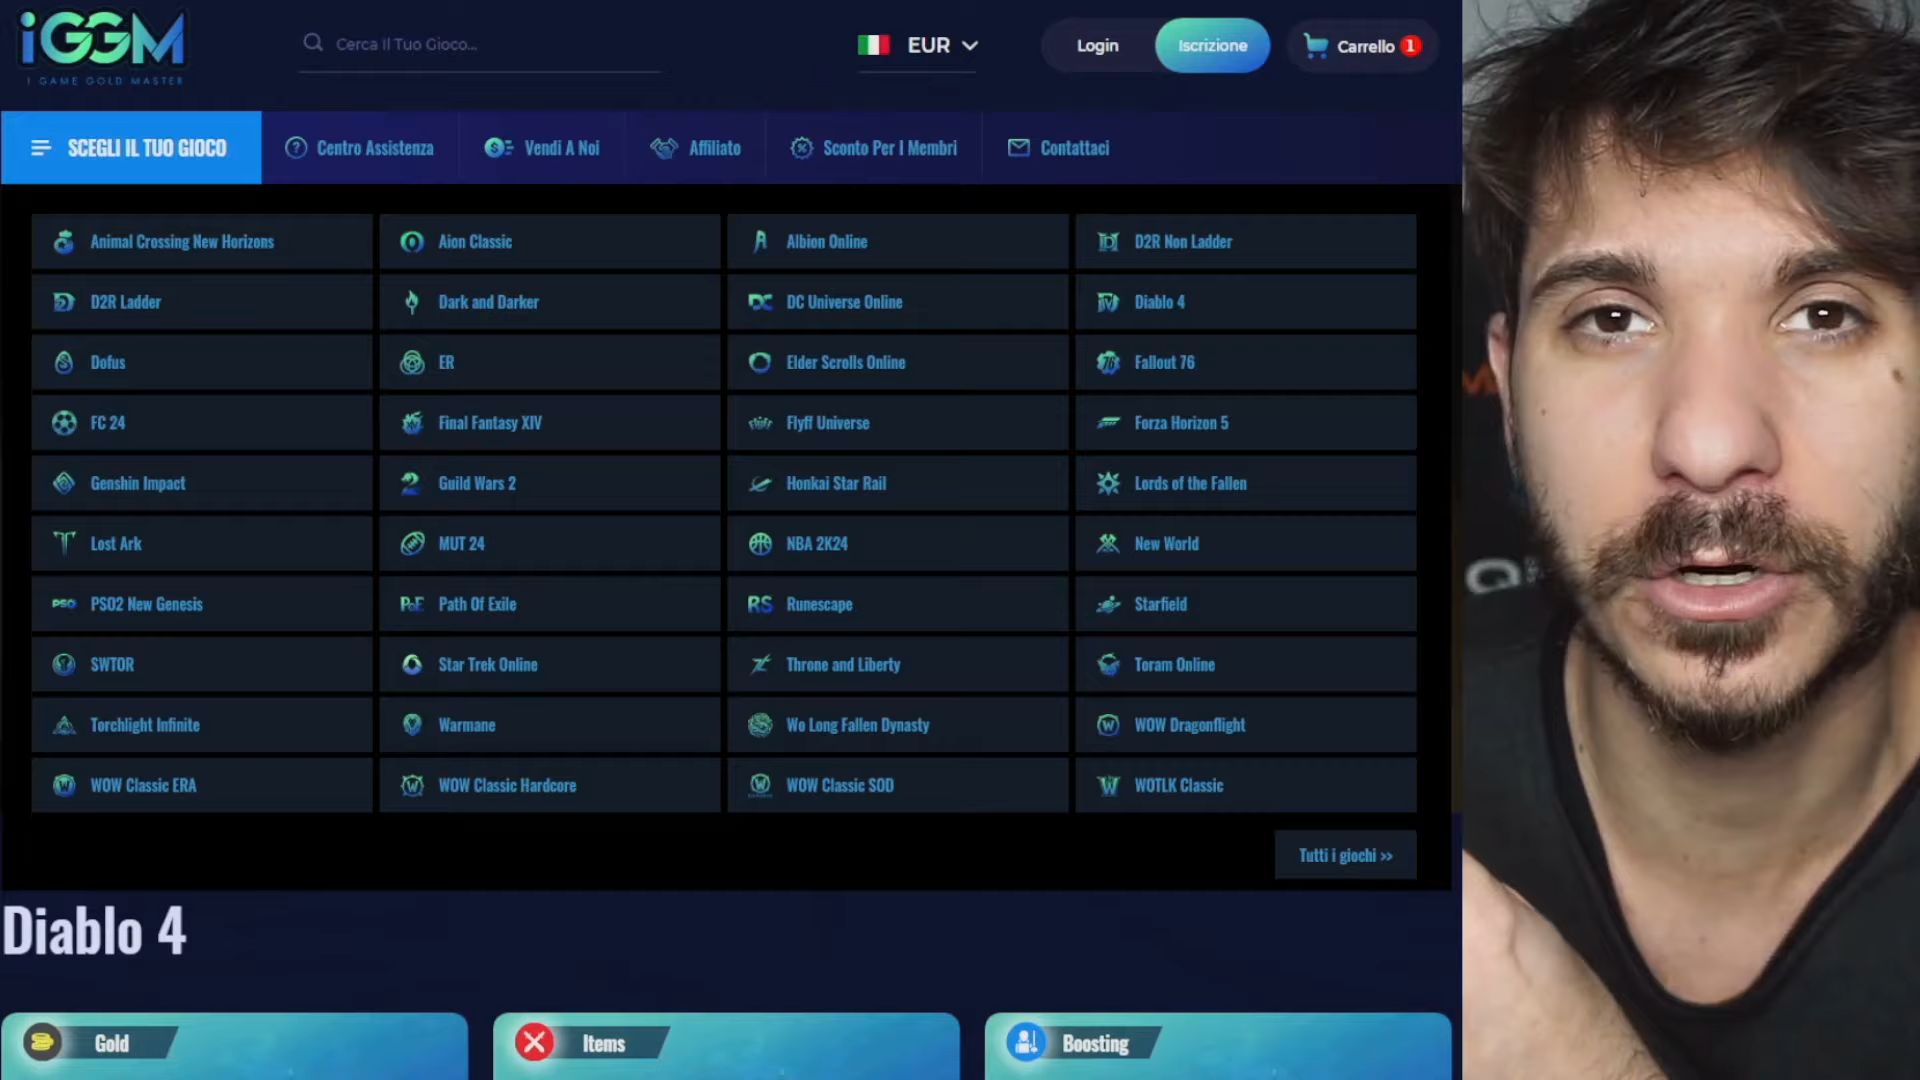 iGGM
I GAME GOLD MASTER
Cerca Il Tuo Gioco...
EUR
Login
Iscrizione
Carrello 1
SCEGLI IL TUO GIOCO
Centro Assistenza
Vendi A Noi
Affiliato
Sconto Per I Membri
Contattaci
Animal Crossing New Horizons
Aion Classic
Albion Online
D2R Non Ladder
D2R Ladder
Dark and Darker
DC DC Universe Online
Diablo 4
Dofus
ER
Elder Scrolls Online
76 Fallout 76
FC 24
Final Fantasy XIV
Flyff Universe
Forza Horizon 5
Genshin Impact
2 Guild Wars 2
Honkai Star Rail
Lords of the Fallen
Lost Ark
MUT 24
NBA 2K24
New World
PSO PSO2 New Genesis
PoE Path Of Exile
RS Runescape
Starfield
SWTOR
Star Trek Online
Throne and Liberty
Toram Online
Torchlight Infinite
Warmane
Wo Long Fallen Dynasty
W WOW Dragonflight
W WOW Classic ERA
W WOW Classic Hardcore
W WOW Classic SOD
W WOTLK Classic
Tutti i giochi >>
Diablo 4
Gold
Items
Boosting